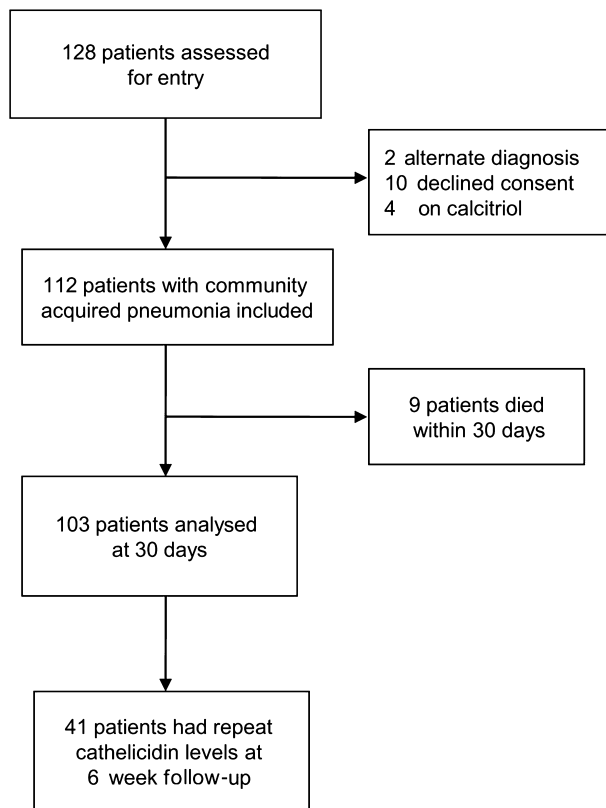 128 patients assessed
for entry
2 alternate diagnosis
10 declined consent
4 on calcitriol
112 patients with community
acquired pneumonia included
9 patients died
within 30 days
103 patients analysed
at 30 days
41 patients had repeat
cathelicidin levels at
6 week follow-up